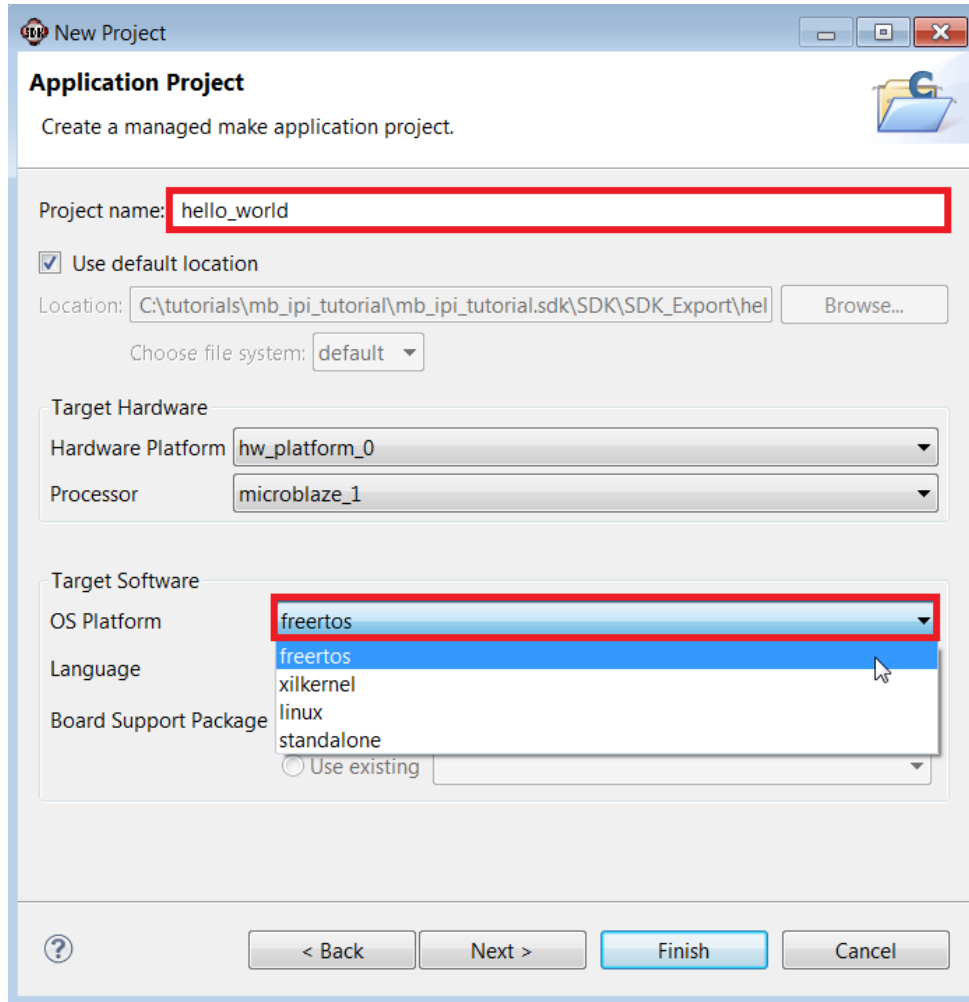 SDK New Project
Application Project
Create a managed make application project.
C
Project name: hello_world
Use default location
Location: C:\tutorials\mb_ipi_tutorial\mb_ipi_tutorial.sdk\SDK\SDK_Export\hel Browse...
Choose file system: default
Target Hardware
Hardware Platform hw_platform_0
Processor microblaze_1
Target Software
OS Platform freertos
freertos
Language
xilkernel
linux
Board Support Package
standalone
Use existing
? < Back Next > Finish Cancel